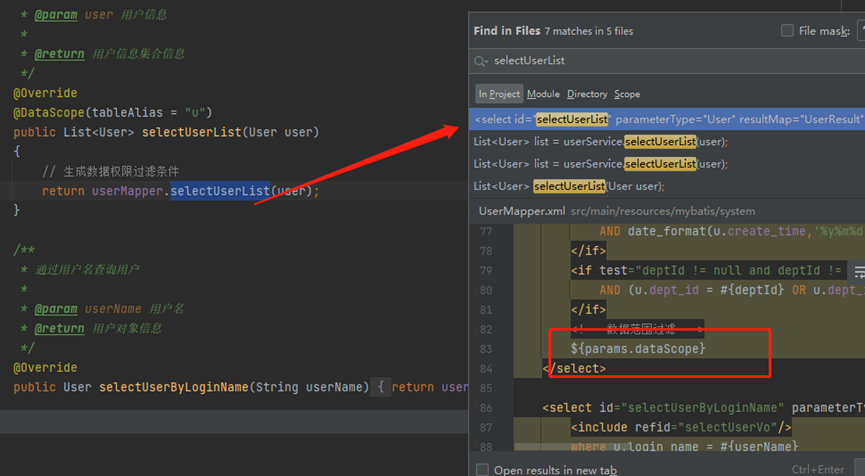 * @param user 用户信息
*
* @return 用户信息集合信息
*/
@Override
@DataScope(tableAlias = "u")
public List<User> selectUserList(User user)
{
// 生成数据权限过滤条件
return userMapper.selectUserList(user);
}
/**
* 通过用户名查询用户
*
* @param userName 用户名
* @return 用户对象信息
*/
@Override
public User selectUserByLoginName(String userName) { return user
Find in Files 7 matches in 5 files
File mask:
selectUserList
In Project Module Directory Scope
<select id="selectUserList" parameterType="User" resultMap="UserResult"
List<User> list = userService.selectUserList(user);
List<User> list = userService.selectUserList(user);
List<User> selectUserList(User user);
UserMapper.xml src/main/resources/mybatis/system
77 AND date_format(u.create_time,'%y%m%d
78 </if>
79 <if test="deptId != null and deptId !=
80 AND (u.dept_id = #{deptId} OR u.dept_
81 </if>
82 数据范围过滤
83 ${params.dataScope}
84 </select>
85
86 <select id="selectUserByLoginName" parameterTy
87 <include refid="selectUserVo"/>
88 where u.login_name = #{userName}
Open results in new tab Ctrl+Enter